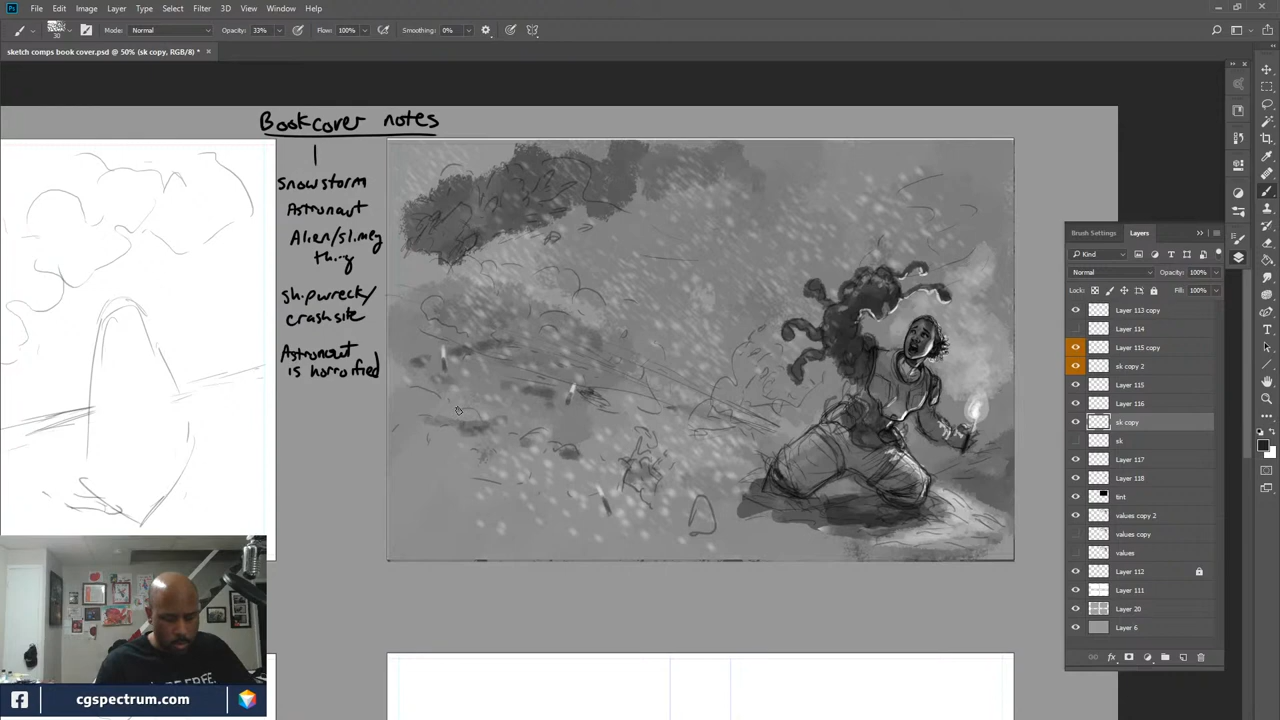 Ps File Edit Image Layer Type Select Filter 3D View Window Help
30 Mode: Normal Opacity: 33% Flow: 100% Smoothing: 0%
sketch comps book cover.psd @ 50% (sk copy, RGB/8) * ×
Bookcover notes
Snowstorm
Astronaut
Alien/slimey
thing
shipwreck/
crash site
Astronaut
is horrified
Brush Settings Layers
Kind
Normal Opacity: 100%
Lock: Fill: 100%
Layer 113 copy
Layer 114
Layer 115 copy
sk copy 2
Layer 115
Layer 116
sk copy
sk
Layer 117
Layer 118
tint
values copy 2
values copy
values
Layer 112
Layer 111
Layer 20
Layer 6
cgspectrum.com